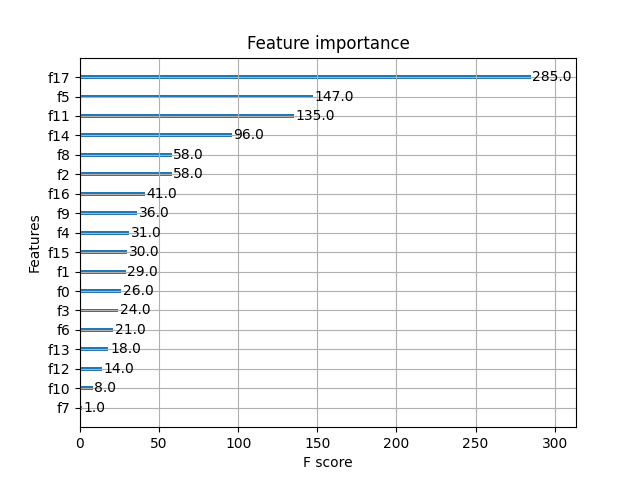 Feature importance
f17 285.0
f5 147.0
f11 135.0
f14 96.0
f8 58.0
f2 58.0
f16 41.0
f9 36.0
f4 31.0
f15 30.0
f1 29.0
f0 26.0
f3 24.0
f6 21.0
f13 18.0
f12 14.0
f10 8.0
f7 1.0
Features
0 50 100 150 200 250 300
F score